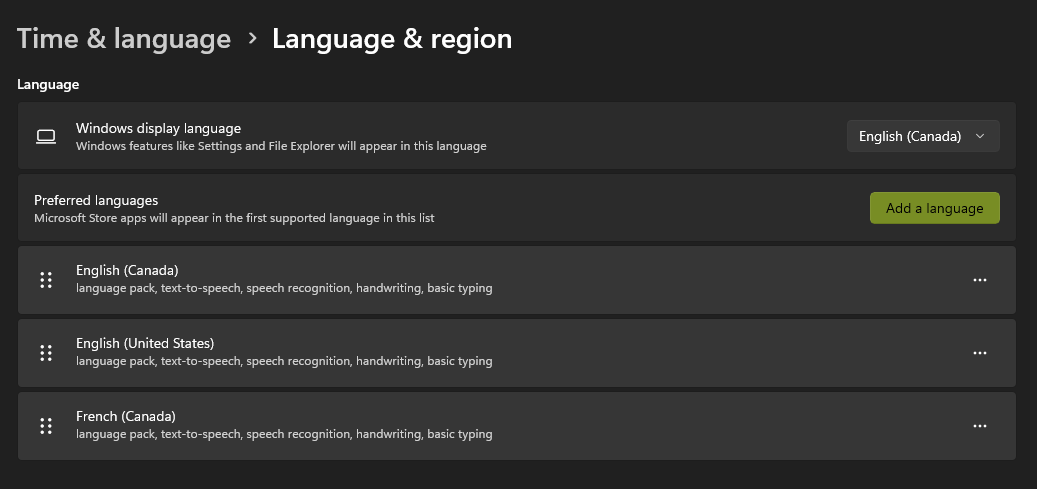 Time & language > Language & region
Language
Windows display language
Windows features like Settings and File Explorer will appear in this language
English (Canada)
Preferred languages
Microsoft Store apps will appear in the first supported language in this list
Add a language
English (Canada)
language pack, text-to-speech, speech recognition, handwriting, basic typing
English (United States)
language pack, text-to-speech, speech recognition, handwriting, basic typing
French (Canada)
language pack, text-to-speech, speech recognition, handwriting, basic typing